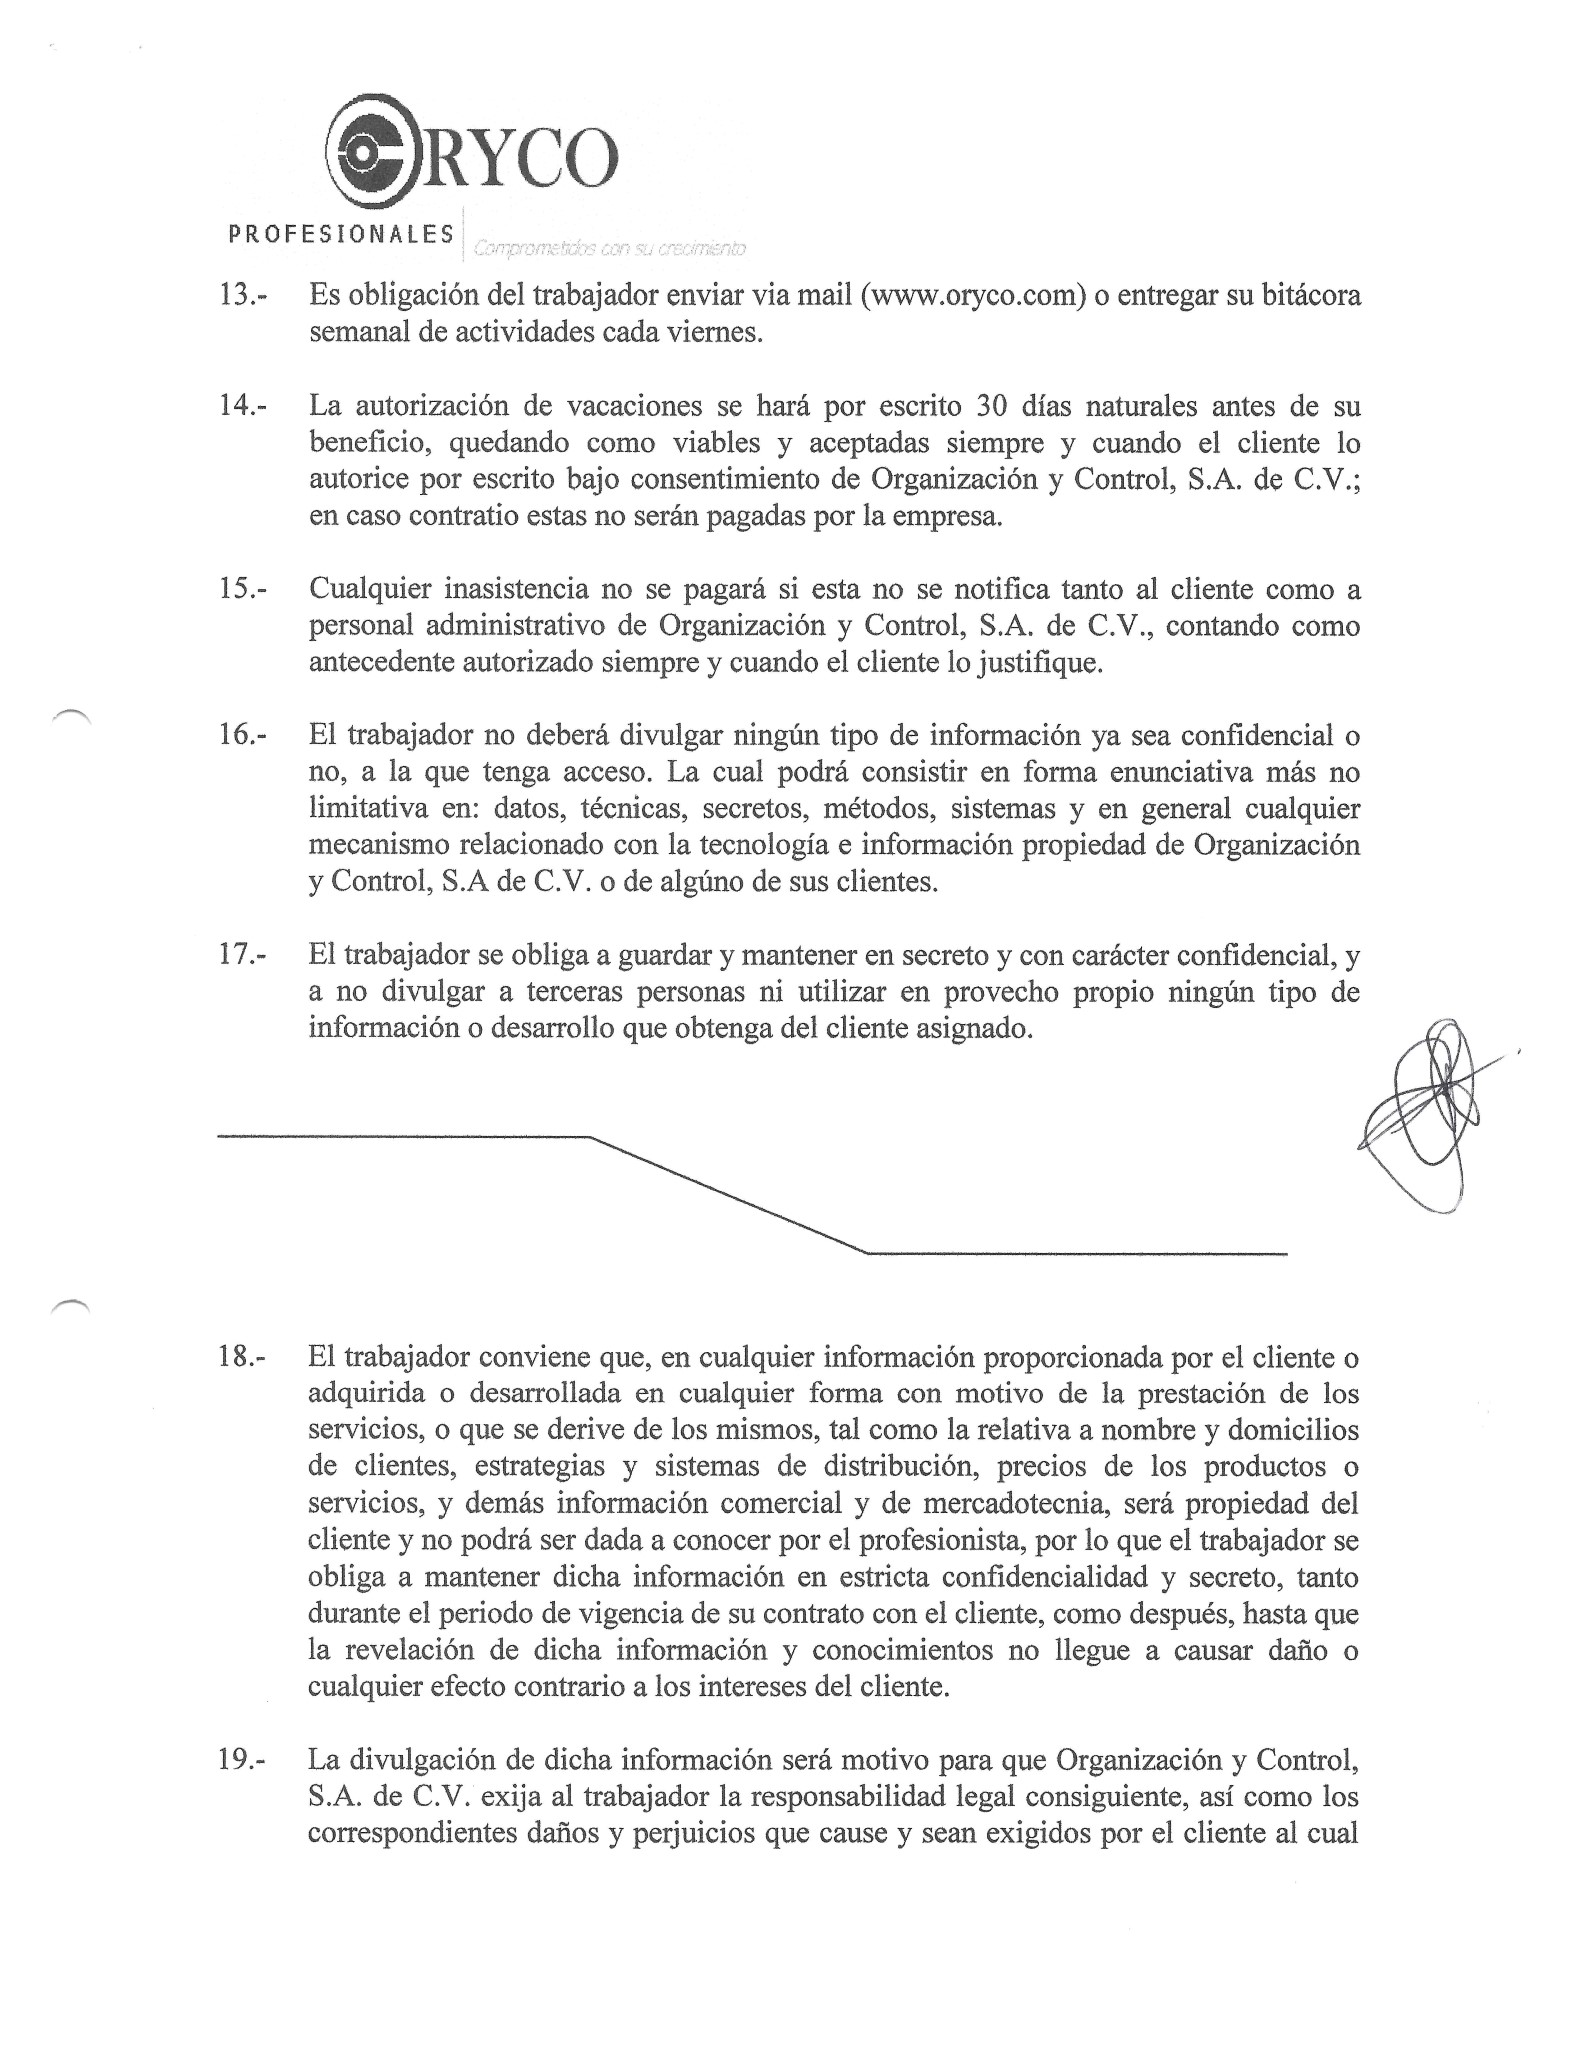 ORYCO
PROFESIONALES
Comprometidos con su crecimiento
13.- Es obligación del trabajador enviar via mail (www.oryco.com) o entregar su bitácora
semanal de actividades cada viernes.
14.- La autorización de vacaciones se hará por escrito 30 días naturales antes de su
beneficio, quedando como viables y aceptadas siempre y cuando el cliente lo
autorice por escrito bajo consentimiento de Organización y Control, S.A. de C.V.;
en caso contratio estas no serán pagadas por la empresa.
15.- Cualquier inasistencia no se pagará si esta no se notifica tanto al cliente como a
personal administrativo de Organización y Control, S.A. de C.V., contando como
antecedente autorizado siempre y cuando el cliente lo justifique.
16.- El trabajador no deberá divulgar ningún tipo de información ya sea confidencial o
no, a la que tenga acceso. La cual podrá consistir en forma enunciativa más no
limitativa en: datos, técnicas, secretos, métodos, sistemas y en general cualquier
mecanismo relacionado con la tecnología e información propiedad de Organización
y Control, S.A de C.V. o de algúno de sus clientes.
17.- El trabajador se obliga a guardar y mantener en secreto y con carácter confidencial, y
a no divulgar a terceras personas ni utilizar en provecho propio ningún tipo de
información o desarrollo que obtenga del cliente asignado.
18.- El trabajador conviene que, en cualquier información proporcionada por el cliente o
adquirida o desarrollada en cualquier forma con motivo de la prestación de los
servicios, o que se derive de los mismos, tal como la relativa a nombre y domicilios
de clientes, estrategias y sistemas de distribución, precios de los productos o
servicios, y demás información comercial y de mercadotecnia, será propiedad del
cliente y no podrá ser dada a conocer por el profesionista, por lo que el trabajador se
obliga a mantener dicha información en estricta confidencialidad y secreto, tanto
durante el periodo de vigencia de su contrato con el cliente, como después, hasta que
la revelación de dicha información y conocimientos no llegue a causar daño o
cualquier efecto contrario a los intereses del cliente.
19.- La divulgación de dicha información será motivo para que Organización y Control,
S.A. de C.V. exija al trabajador la responsabilidad legal consiguiente, así como los
correspondientes daños y perjuicios que cause y sean exigidos por el cliente al cual